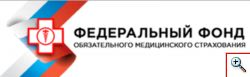 ФЕДЕРАЛЬНЫЙ ФОНД
ОБЯЗАТЕЛЬНОГО МЕДИЦИНСКОГО СТРАХОВАНИЯ